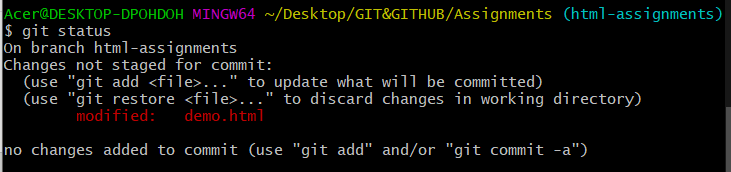 Acer@DESKTOP-DPOHDOH MINGW64 ~/Desktop/GIT&GITHUB/Assignments (html-assignments)
$ git status
On branch html-assignments
Changes not staged for commit:
  (use "git add <file>..." to update what will be committed)
  (use "git restore <file>..." to discard changes in working directory)
        modified:   demo.html

no changes added to commit (use "git add" and/or "git commit -a")